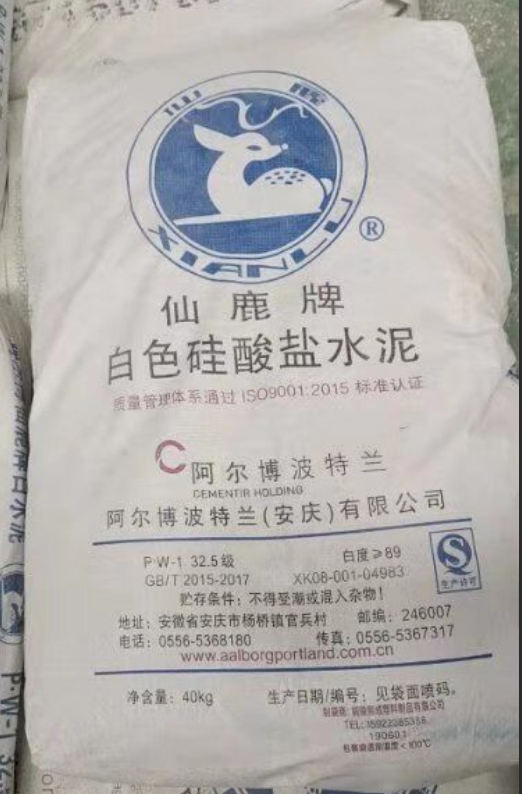 仙鹿
XIANLU
®
仙鹿牌
白色硅酸盐水泥
质量管理体系通过 ISO9001:2015 标准认证
阿尔博波特兰
CEMENTIR HOLDING
阿尔博波特兰(安庆)有限公司
P·W-1 32.5级 白度≥89
GB/T 2015-2017 XK08-001-04983
生产许可
贮存条件：不得受潮或混入杂物！
地址：安徽省安庆市杨桥镇官兵村 邮编：246007
电话：0556-5368180 传真：0556-5367317
www.aalborgportland.com.cn
净含量：40kg 生产日期/编号：见袋面喷码。
TEL:
19060.1
P·W-1 32.5